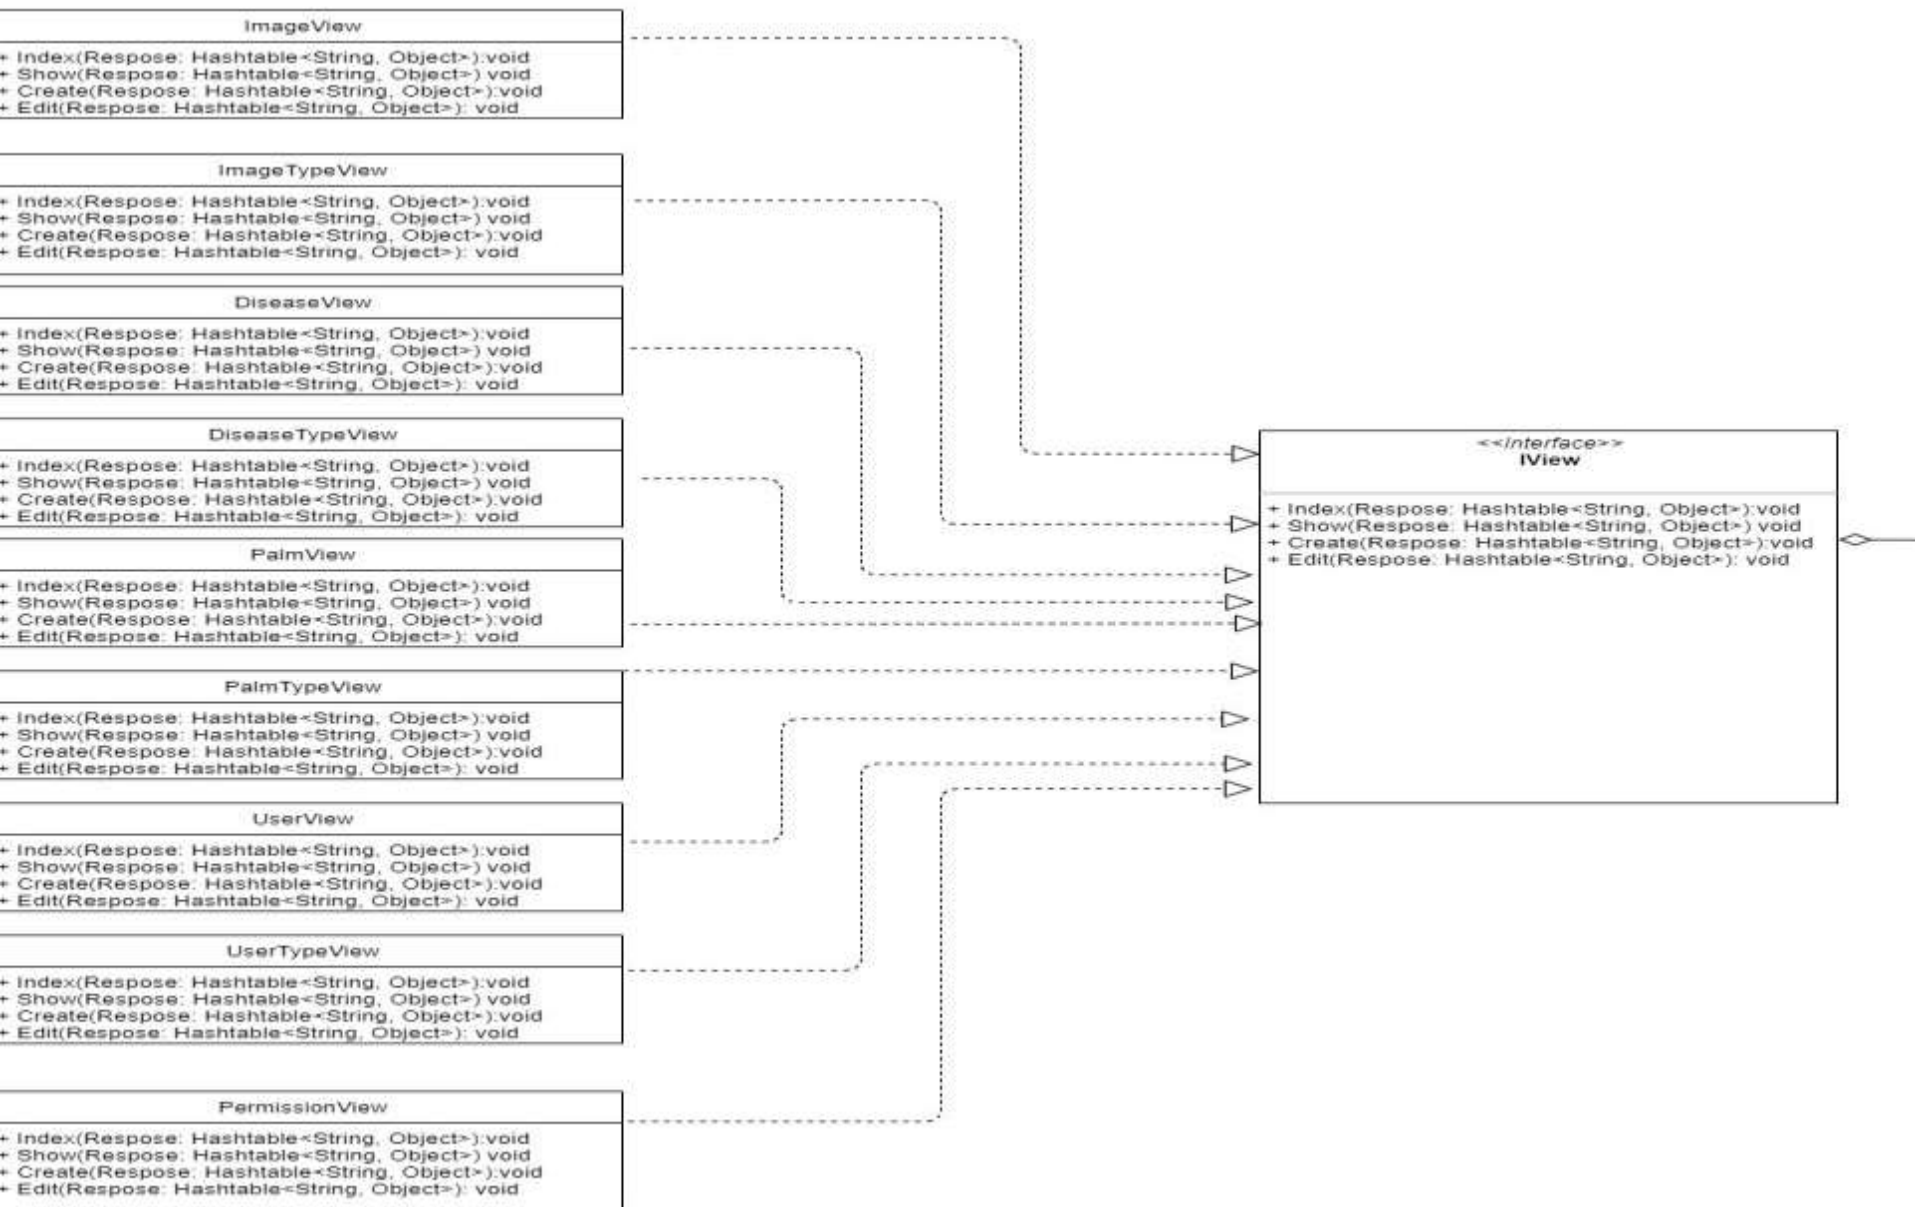 ImageView
+ Index(Respose: Hashtable<String, Object>):void
+ Show(Respose: Hashtable<String, Object>) void
+ Create(Respose: Hashtable<String, Object>):void
+ Edit(Respose: Hashtable<String, Object>): void
ImageTypeView
+ Index(Respose: Hashtable<String, Object>):void
+ Show(Respose: Hashtable<String, Object>) void
+ Create(Respose: Hashtable<String, Object>):void
+ Edit(Respose: Hashtable<String, Object>): void
DiseaseView
+ Index(Respose: Hashtable<String, Object>):void
+ Show(Respose: Hashtable<String, Object>) void
+ Create(Respose: Hashtable<String, Object>):void
+ Edit(Respose: Hashtable<String, Object>): void
DiseaseTypeView
+ Index(Respose: Hashtable<String, Object>):void
+ Show(Respose: Hashtable<String, Object>) void
+ Create(Respose: Hashtable<String, Object>):void
+ Edit(Respose: Hashtable<String, Object>): void
PalmView
+ Index(Respose: Hashtable<String, Object>):void
+ Show(Respose: Hashtable<String, Object>) void
+ Create(Respose: Hashtable<String, Object>):void
+ Edit(Respose: Hashtable<String, Object>): void
PalmTypeView
+ Index(Respose: Hashtable<String, Object>):void
+ Show(Respose: Hashtable<String, Object>) void
+ Create(Respose: Hashtable<String, Object>):void
+ Edit(Respose: Hashtable<String, Object>): void
UserView
+ Index(Respose: Hashtable<String, Object>):void
+ Show(Respose: Hashtable<String, Object>) void
+ Create(Respose: Hashtable<String, Object>):void
+ Edit(Respose: Hashtable<String, Object>): void
UserTypeView
+ Index(Respose: Hashtable<String, Object>):void
+ Show(Respose: Hashtable<String, Object>) void
+ Create(Respose: Hashtable<String, Object>):void
+ Edit(Respose: Hashtable<String, Object>): void
PermissionView
+ Index(Respose: Hashtable<String, Object>):void
+ Show(Respose: Hashtable<String, Object>) void
+ Create(Respose: Hashtable<String, Object>):void
+ Edit(Respose: Hashtable<String, Object>): void
<<Interface>>
IView
+ Index(Respose: Hashtable<String, Object>):void
+ Show(Respose: Hashtable<String, Object>) void
+ Create(Respose: Hashtable<String, Object>):void
+ Edit(Respose: Hashtable<String, Object>): void